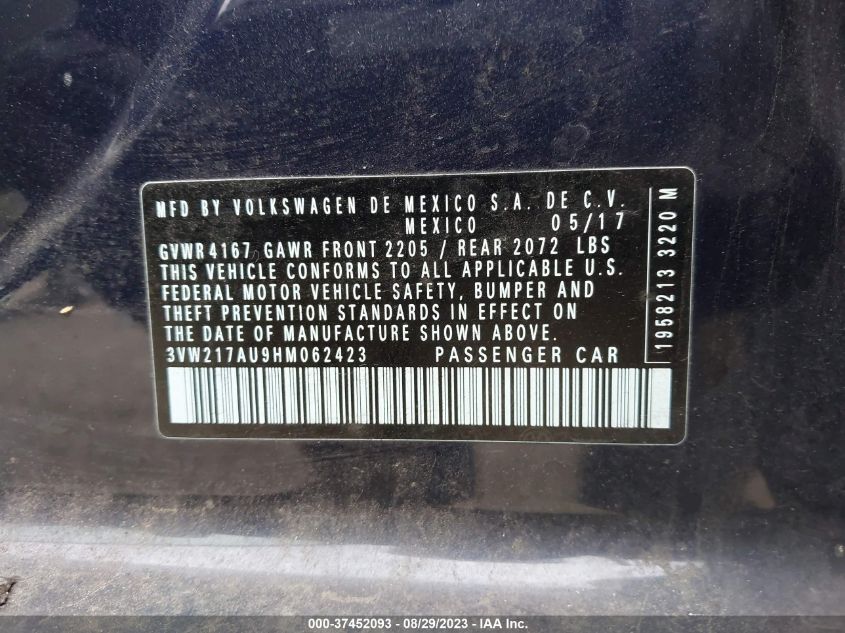 MFD BY VOLKSWAGEN DE MEXICO S.A. DE C.V.
MEXICO 05/17
GVWR 4167 GAWR FRONT 2205 / REAR 2072 LBS
THIS VEHICLE CONFORMS TO ALL APPLICABLE U.S.
FEDERAL MOTOR VEHICLE SAFETY, BUMPER AND
THEFT PREVENTION STANDARDS IN EFFECT ON
THE DATE OF MANUFACTURE SHOWN ABOVE.
3VW217AU9HM062423 PASSENGER CAR
1958213 3220 M
000-37452093 - 08/29/2023 - IAA Inc.